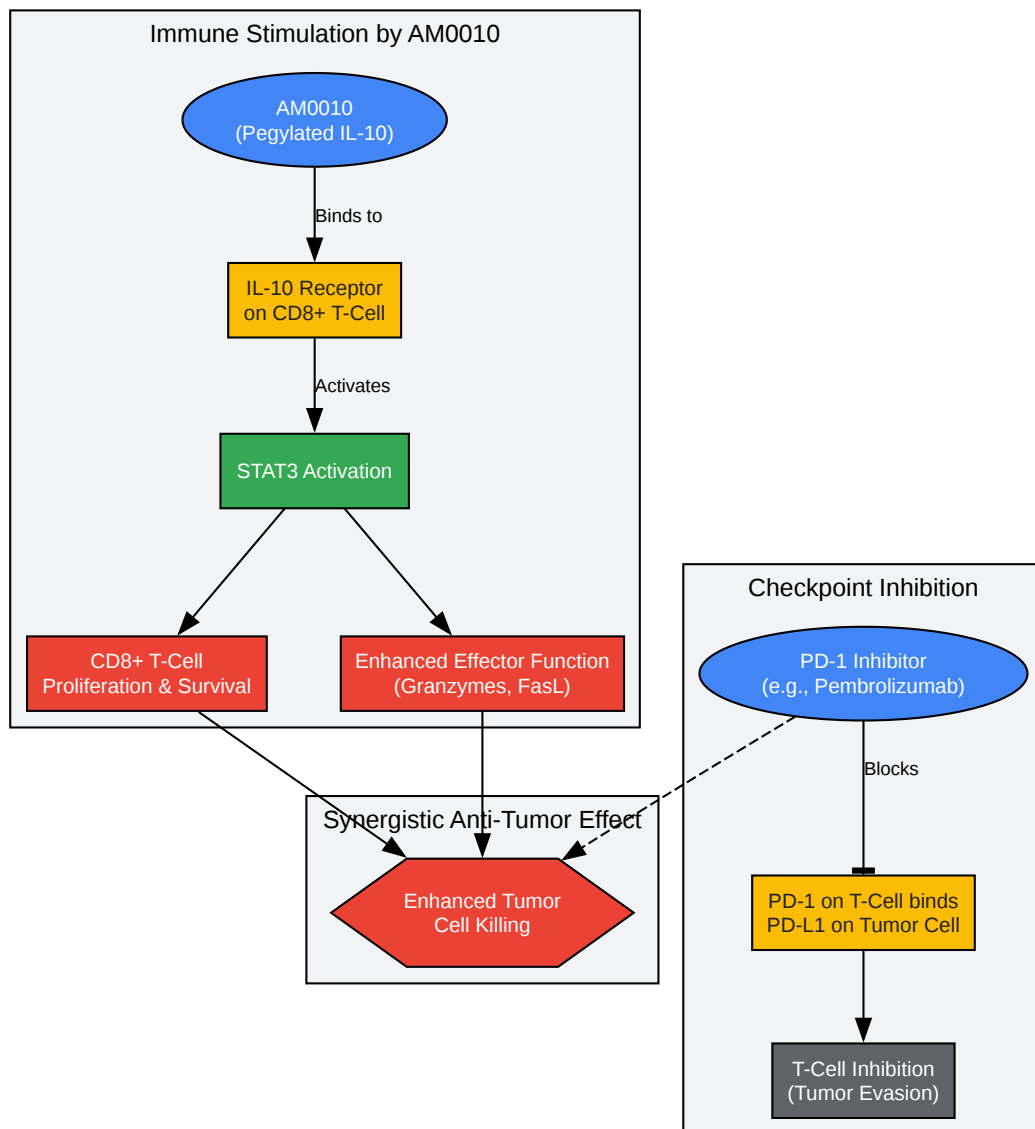 Immune Stimulation by AM0010
AM0010
(Pegylated IL-10)
Binds to
IL-10 Receptor
on CD8+ T-Cell
Activates
STAT3 Activation
CD8+ T-Cell
Proliferation & Survival
Enhanced Effector Function
(Granzymes, FasL)
Checkpoint Inhibition
PD-1 Inhibitor
(e.g., Pembrolizumab)
Blocks
Synergistic Anti-Tumor Effect
Enhanced Tumor
Cell Killing
PD-1 on T-Cell binds
PD-L1 on Tumor Cell
T-Cell Inhibition
(Tumor Evasion)